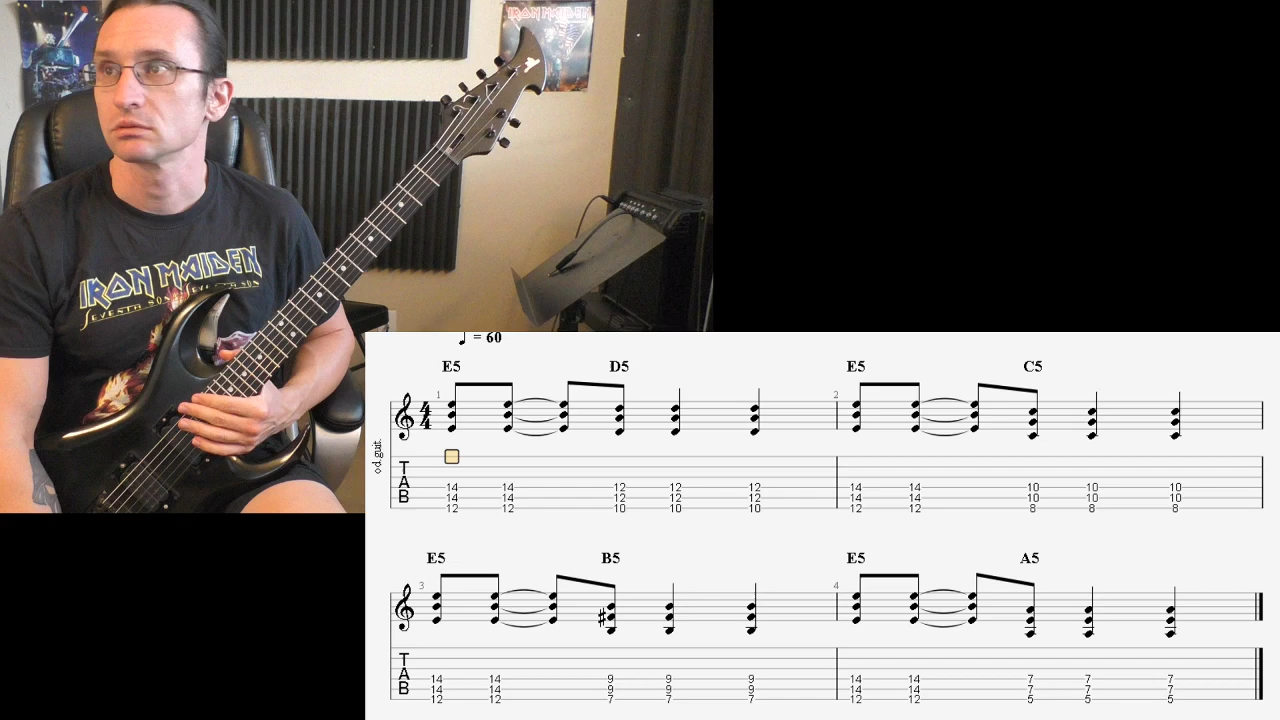 IRON MAIDEN
IRON MAIDEN
SEVENTH SON
♩ = 60
E5 D5 E5 C5
1 2
4
4
od.guit.
T
A
B
14 14 12 12 12 14 14 10 10 10
14 14 12 12 12 14 14 10 10 10
12 12 10 10 10 12 12 8 8 8
E5 B5 E5 A5
3 4
T
A
B
14 14 9 9 9 14 14 7 7 7
14 14 9 9 9 14 14 7 7 7
12 12 7 7 7 12 12 5 5 5